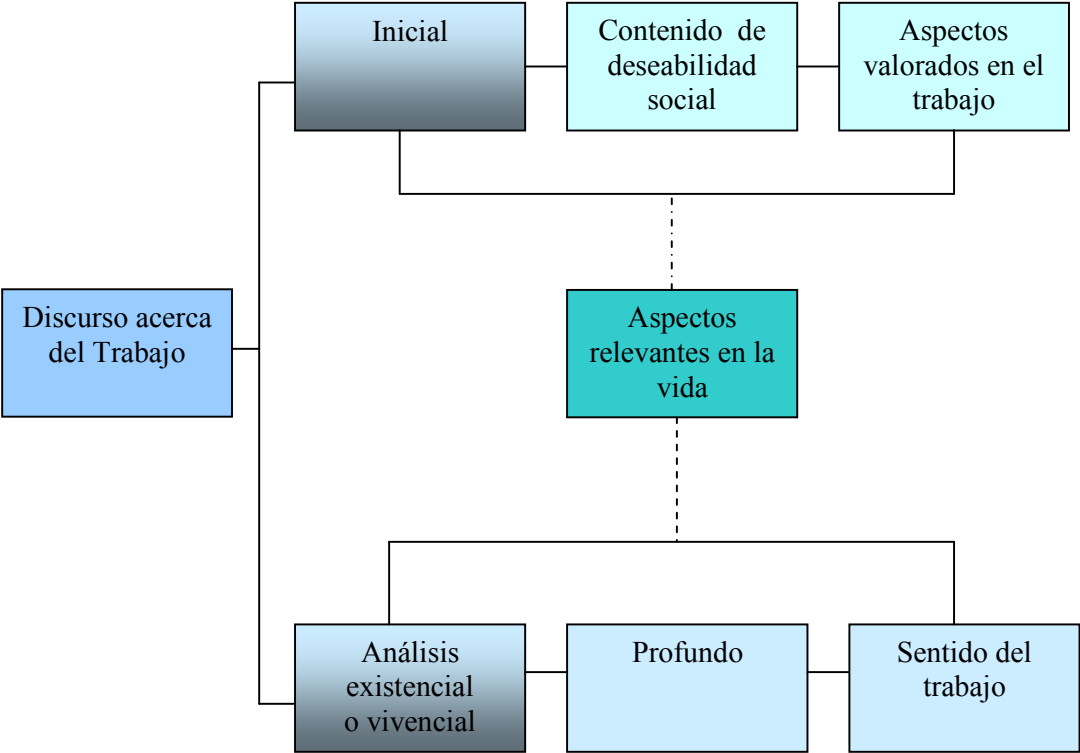 Inicial
Contenido de
deseabilidad
social
Aspectos
valorados en el
trabajo
Discurso acerca
del Trabajo
Aspectos
relevantes en la
vida
Análisis
existencial
o vivencial
Profundo
Sentido del
trabajo